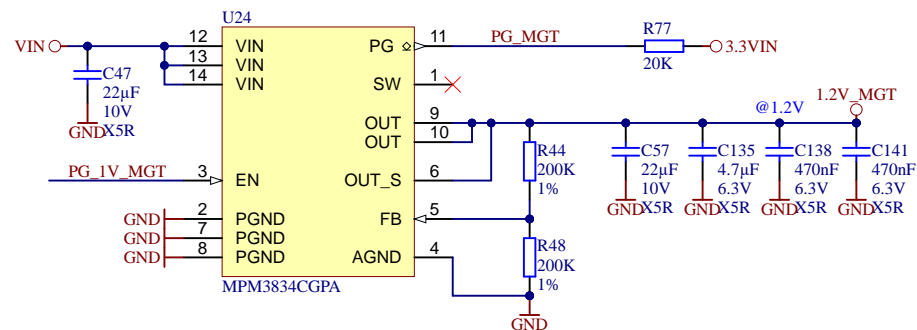 U24
VIN
12
VIN
PG
11
PG_MGT
R77
20K
3.3VIN
13
VIN
14
VIN
SW
1
C47
22µF
10V
X5R
GND
OUT
9
OUT
10
@1.2V
1.2V_MGT
R44
200K
1%
C57
22µF
10V
X5R
GND
C135
4.7µF
6.3V
X5R
GND
C138
470nF
6.3V
X5R
GND
C141
470nF
6.3V
X5R
GND
PG_1V_MGT
3
EN
OUT_S
6
GND
2
PGND
FB
5
GND
7
PGND
GND
8
PGND
AGND
4
R48
200K
1%
GND
MPM3834CGPA